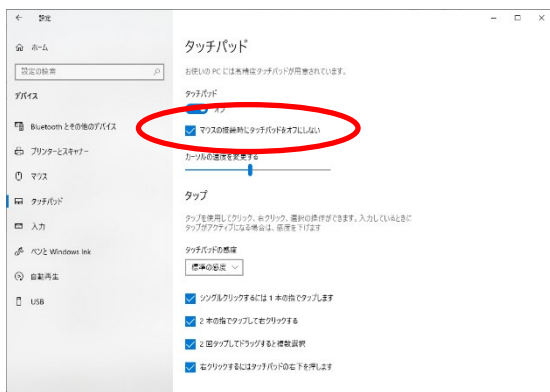 設定
ホーム
設定の検索
デバイス
Bluetooth とその他のデバイス
プリンターとスキャナー
マウス
タッチパッド
入力
ペンと Windows Ink
自動再生
USB
タッチパッド
お使いの PC には高精度タッチパッドが用意されています。
タッチパッド
オン
マウスの接続時にタッチパッドをオフにしない
カーソルの速度を変更する
タップ
タップを使用してクリック、右クリック、選択の操作ができます。入力しているときに
タップがアクティブになる場合は、感度を下げます
タッチパッドの感度
標準の感度
シングルクリックするには 1 本の指でタップします
2 本の指でタップして右クリックする
2 回タップしてドラッグすると複数選択
右クリックするにはタッチパッドの右下を押します